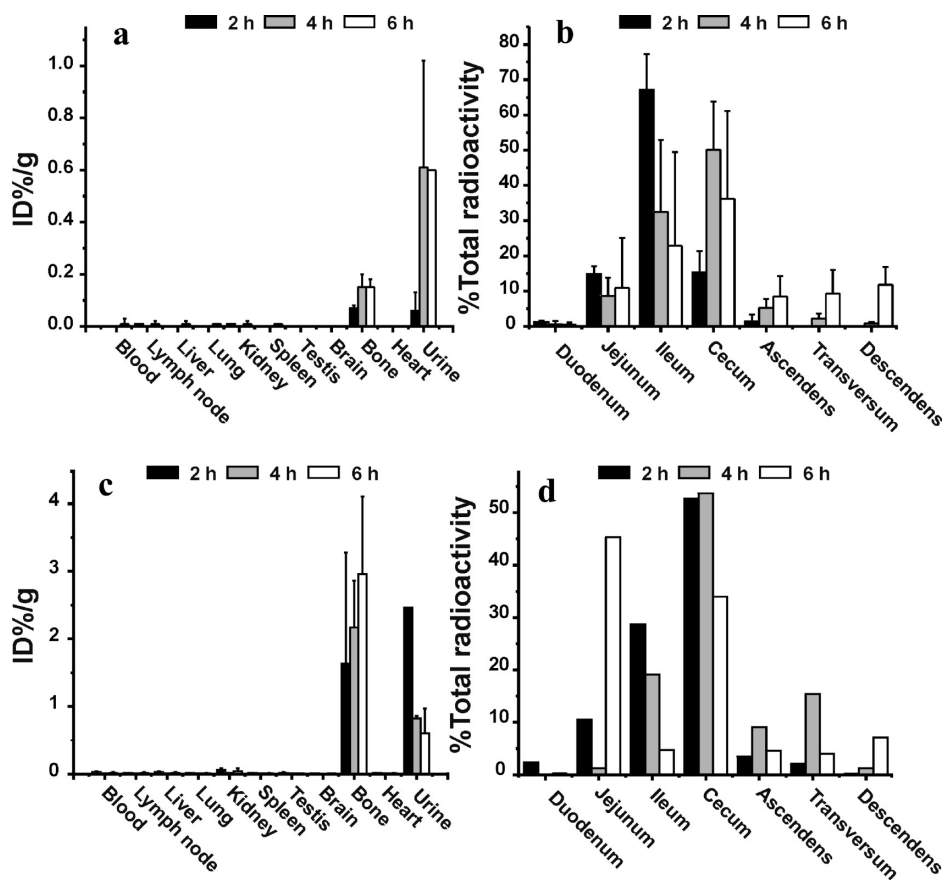 a
2 h 4 h 6 h
ID%/g
1.0
0.8
0.6
0.4
0.2
0.0
Blood
Lymph node
Liver
Lung
Kidney
Spleen
Testis
Brain
Bone
Heart
Urine
b
2 h 4 h 6 h
%Total radioactivity
80
70
60
50
40
30
20
10
0
Duodenum
Jejunum
Ileum
Cecum
Ascendens
Transversum
Descendens
c
2 h 4 h 6 h
ID%/g
4
3
2
1
0
Blood
Lymph node
Liver
Lung
Kidney
Spleen
Testis
Brain
Bone
Heart
Urine
d
2 h 4 h 6 h
%Total radioactivity
50
40
30
20
10
0
Duodenum
Jejunum
Ileum
Cecum
Ascendens
Transversum
Descendens